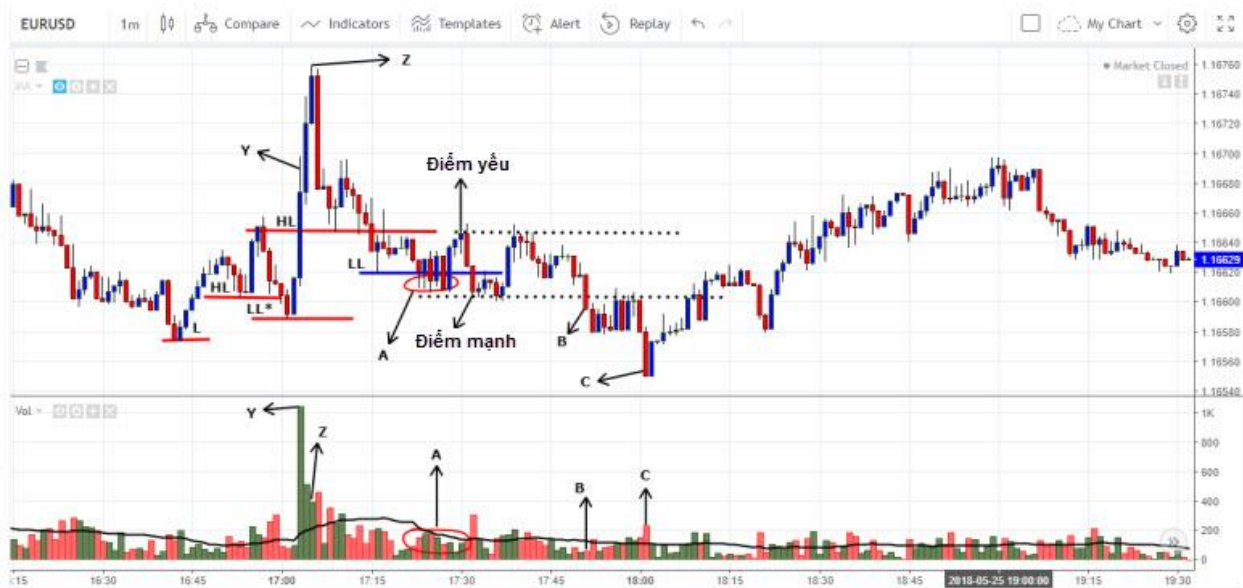 EURUSD 1m Compare Indicators Templates Alert Replay My Chart
Market Closed
1.16760
1.16740
1.16720
1.16700
1.16680
1.16660
1.16640
1.16629
1.16620
1.16600
1.16580
1.16560
1.16540
Z
Y
Điểm yếu
HL
LL
HL
LL*
L
A
Điểm mạnh
B
C
Vol
Y
Z
A
B
C
1K
800
600
400
200
0
:15 16:30 16:45 17:00 17:15 17:30 17:45 18:00 18:15 18:30 18:45 2018-05-25 19:00:00 19:15 19:30